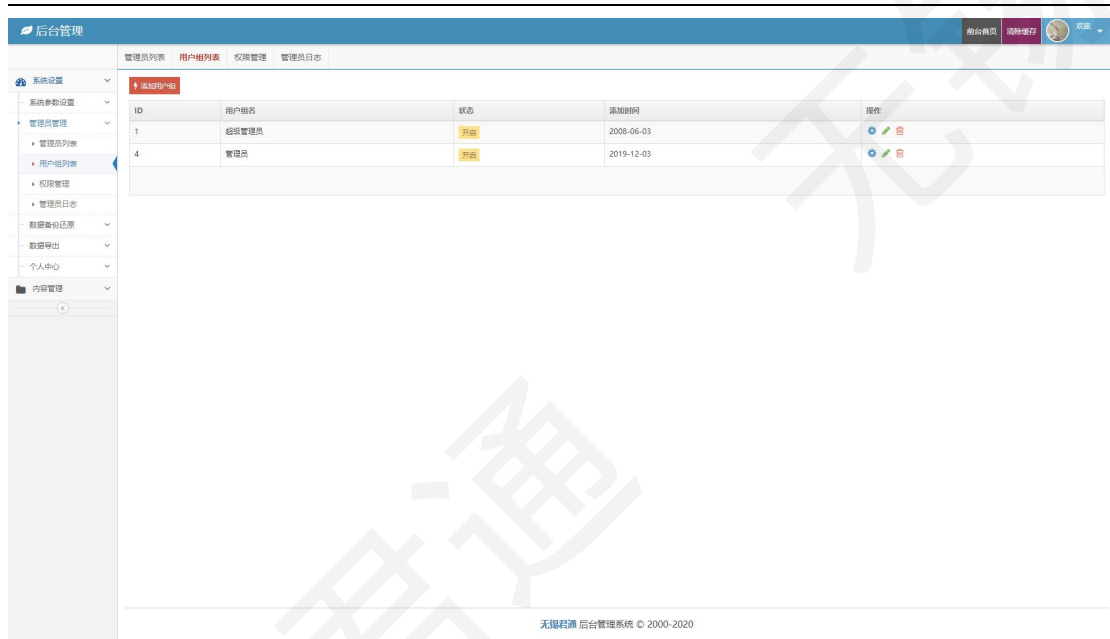 后台管理
前台首页 清除缓存 欢迎
管理员列表 用户组列表 权限管理 管理员日志
系统设置
系统参数设置
管理员管理
管理员列表
用户组列表
权限管理
管理员日志
数据备份还原
数据导出
个人中心
内容管理
添加用户组
ID 用户组名 状态 添加时间 操作
1 超级管理员 开启 2008-06-03
4 管理员 开启 2019-12-03
无锡君通 后台管理系统 © 2000-2020
无锡
君通